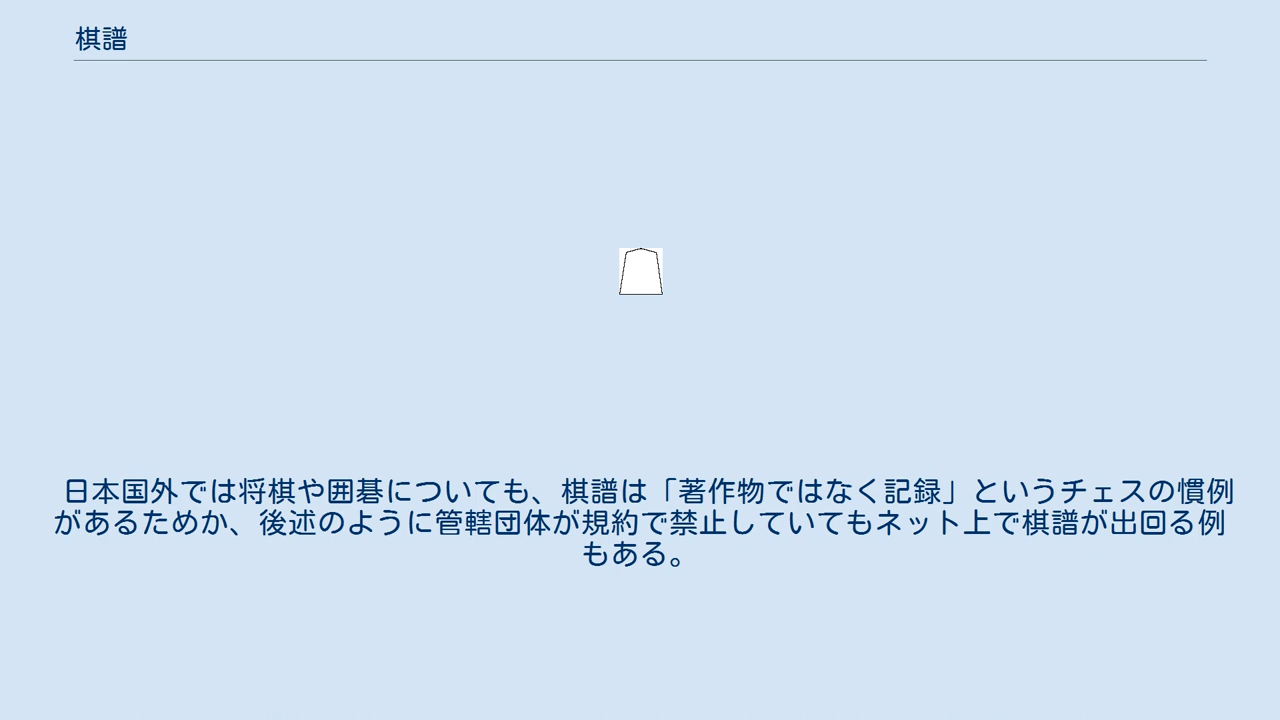 棋譜
日本国外では将棋や囲碁についても、棋譜は「著作物ではなく記録」というチェスの慣例
があるためか、後述のように管轄団体が規約で禁止していてもネット上で棋譜が出回る例
もある。